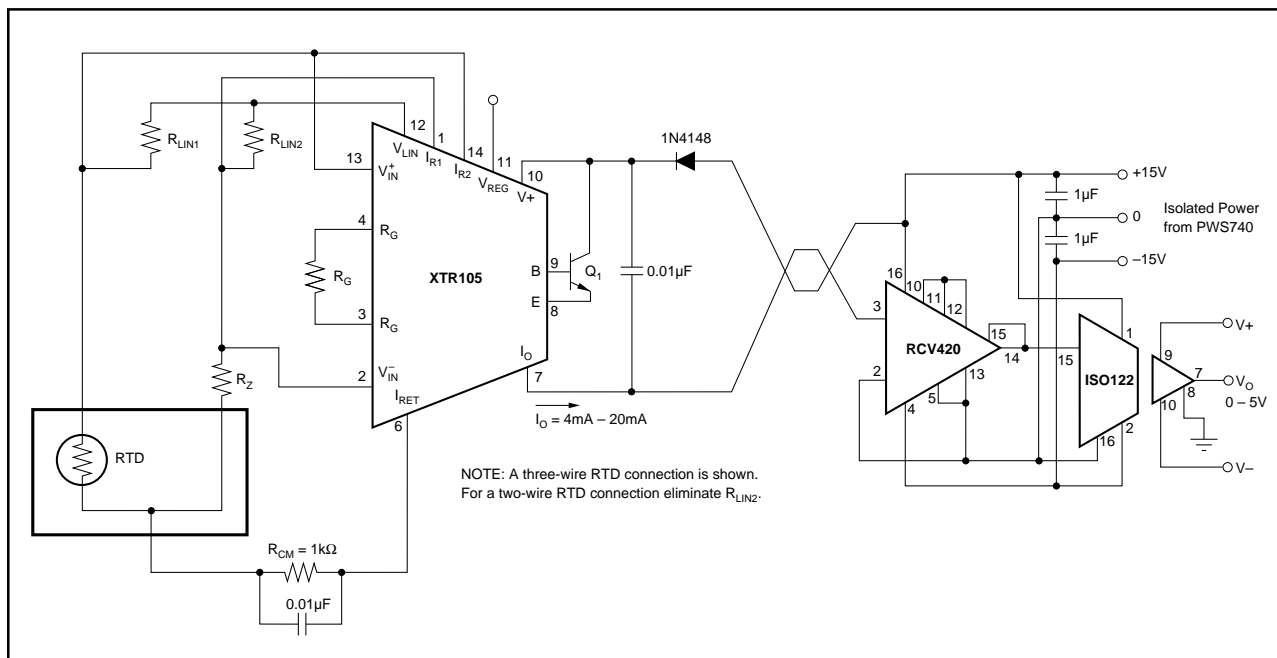 12
1
14
11
10
V_LIN
I_R1
I_R2
V_REG
V+
R_LIN1
R_LIN2
13
V_IN^+
4
R_G
R_G
3
R_G
XTR105
9
B
Q_1
E
8
0.01µF
1N4148
R_Z
2
V_IN^–
I_RET
6
I_O
7
I_O = 4mA – 20mA
RTD
NOTE: A three-wire RTD connection is shown.
For a two-wire RTD connection eliminate R_LIN2.
R_CM = 1kΩ
0.01µF
16
10
11
12
3
15
RCV420
14
2
13
5
4
+15V
1µF
0
Isolated Power
from PWS740
1µF
–15V
1
15
ISO122
16
2
9
V+
7
V_O
8
0 – 5V
10
V–